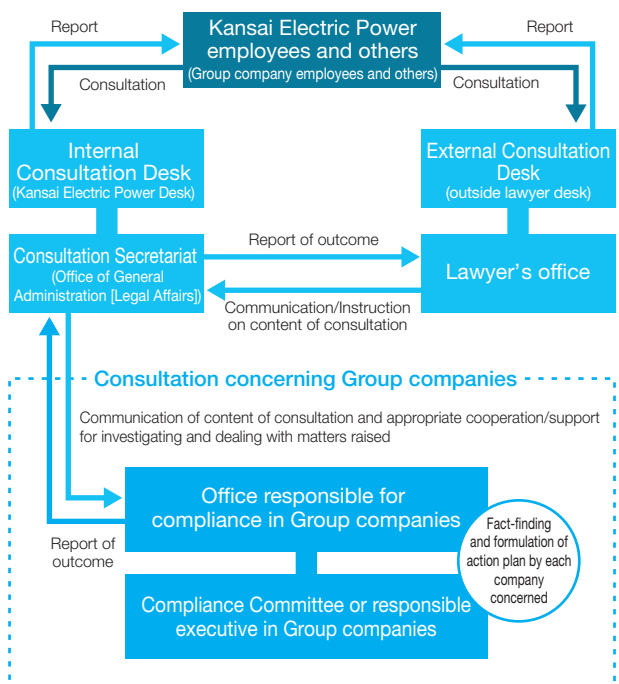 Report
Kansai Electric Power
employees and others
(Group company employees and others)
Report
Consultation
Consultation
Internal
Consultation Desk
(Kansai Electric Power Desk)
External Consultation
Desk
(outside lawyer desk)
Consultation Secretariat
(Office of General
Administration [Legal Affairs])
Report of outcome
Lawyer's office
Communication/Instruction
on content of consultation
Consultation concerning Group companies
Communication of content of consultation and appropriate cooperation/support
for investigating and dealing with matters raised
Office responsible for
compliance in Group companies
Report of
outcome
Fact-finding
and formulation of
action plan by each
company
concerned
Compliance Committee or responsible
executive in Group companies